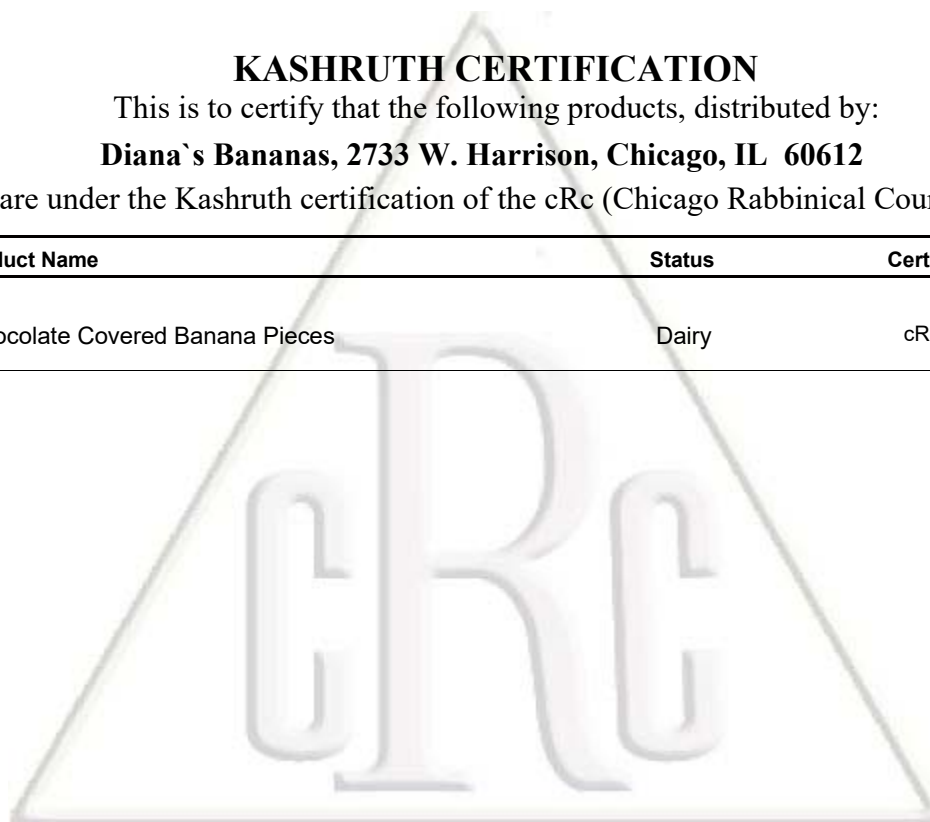 KASHRUTH CERTIFICATION
This is to certify that the following products, distributed by:
Diana`s Bananas, 2733 W. Harrison, Chicago, IL 60612
are under the Kashruth certification of the cRc (Chicago Rabbinical Coun
duct Name Status Cert
ocolate Covered Banana Pieces Dairy cR
cRc